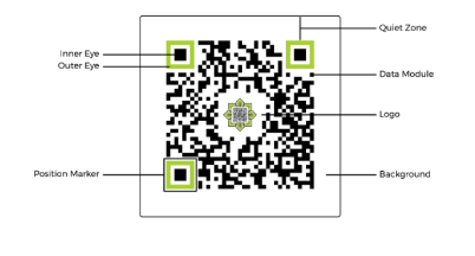 Quiet Zone
Inner Eye
Outer Eye
Data Module
Logo
Position Marker
Background